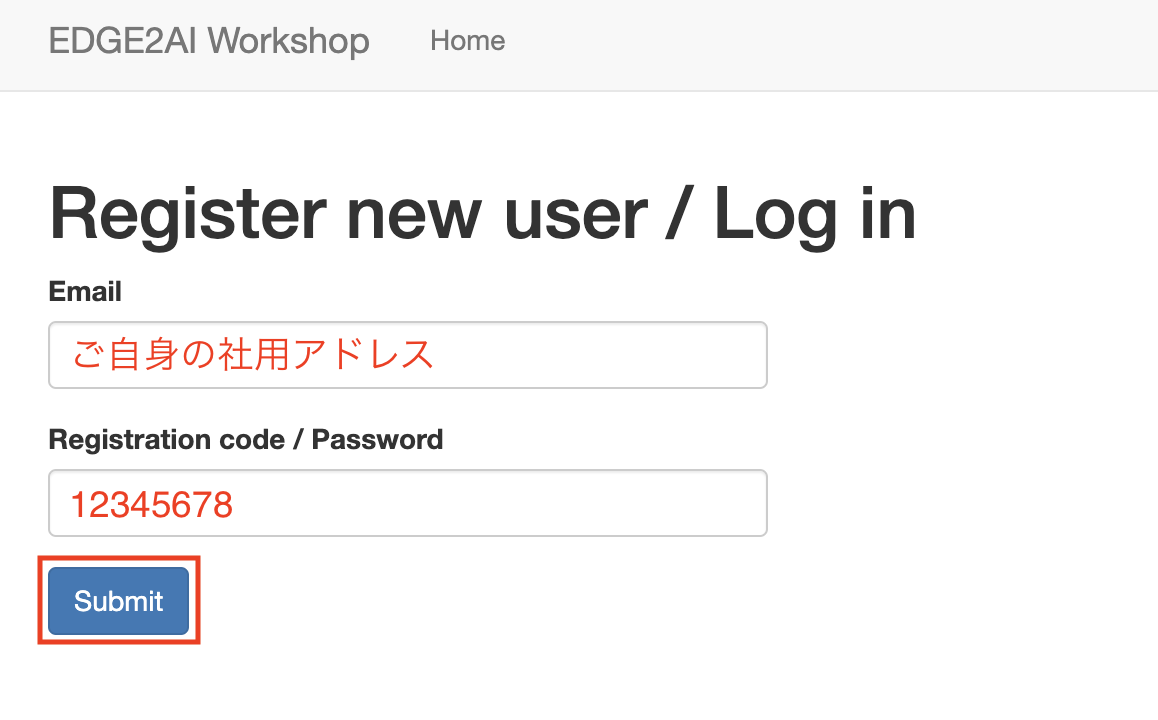 EDGE2AI Workshop Home
Register new user / Log in
Email
ご自身の社用アドレス
Registration code / Password
12345678
Submit